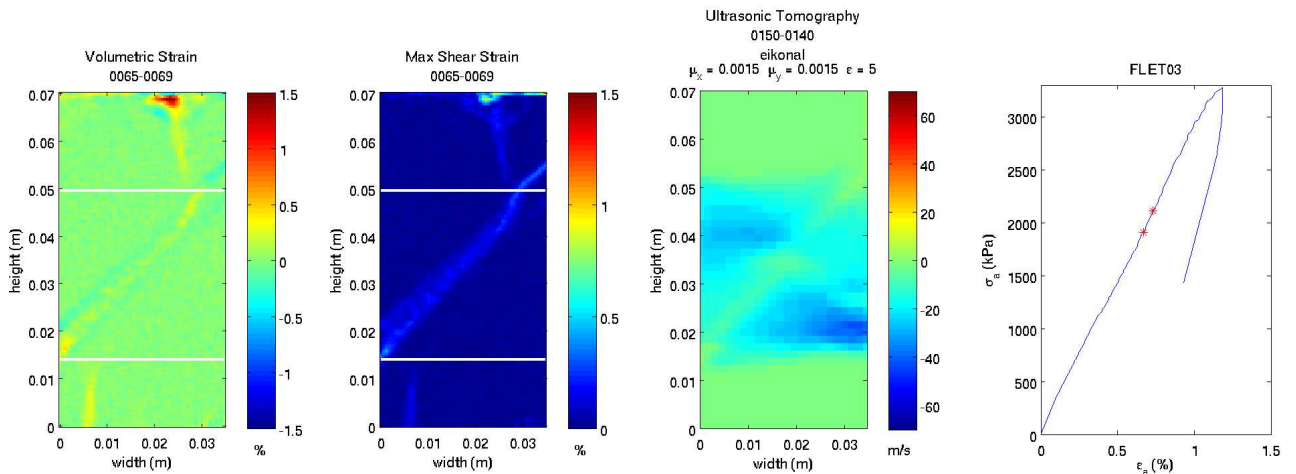 Volumetric Strain
0065-0069
0.07
0.06
0.05
0.04
0.03
0.02
0.01
0
0 0.01 0.02 0.03
height (m)
width (m)
1.5
1
0.5
0
-0.5
-1
-1.5
%
Max Shear Strain
0065-0069
0.07
0.06
0.05
0.04
0.03
0.02
0.01
0
0 0.01 0.02 0.03
height (m)
width (m)
1.5
1
0.5
0
%
Ultrasonic Tomography
0150-0140
eikonal
μx = 0.0015 μy = 0.0015 ε = 5
0.07
0.06
0.05
0.04
0.03
0.02
0.01
0
0 0.01 0.02 0.03
height (m)
width (m)
60
40
20
0
-20
-40
-60
m/s
FLET03
3000
2500
2000
1500
1000
500
0
0 0.5 1 1.5
σa (kPa)
εa (%)